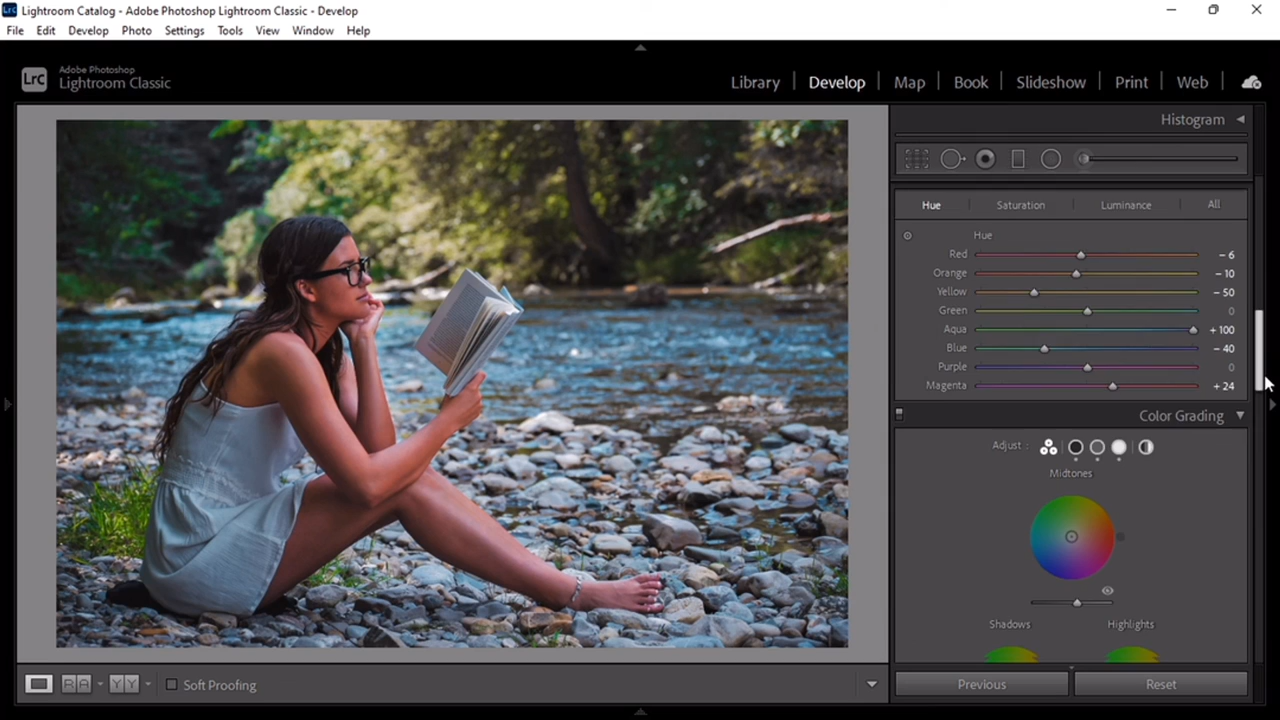 Lrc Lightroom Catalog - Adobe Photoshop Lightroom Classic - Develop
File Edit Develop Photo Settings Tools View Window Help
LrC Adobe Photoshop
Lightroom Classic
Library Develop Map Book Slideshow Print Web
Histogram
Hue Saturation Luminance All
Hue
Red - 6
Orange - 10
Yellow - 50
Green 0
Aqua + 100
Blue - 40
Purple 0
Magenta + 24
Color Grading
Adjust :
Midtones
Shadows Highlights
RA YY Soft Proofing
Previous Reset